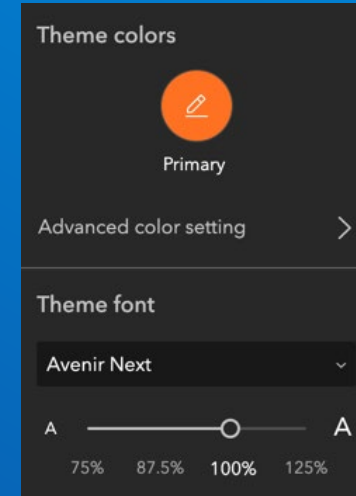 Theme colors
Primary
Advanced color setting
Theme font
Avenir Next
A A
75% 87.5% 100% 125%